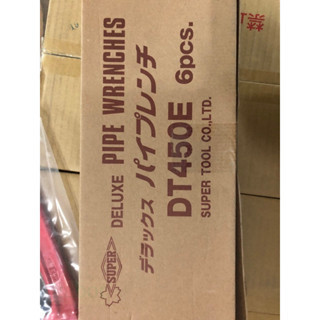 DELUXE PIPE WRENCHES
デラックス パイプレンチ
DT450E 6pcs.
SUPER TOOL CO.,LTD.
SUPER